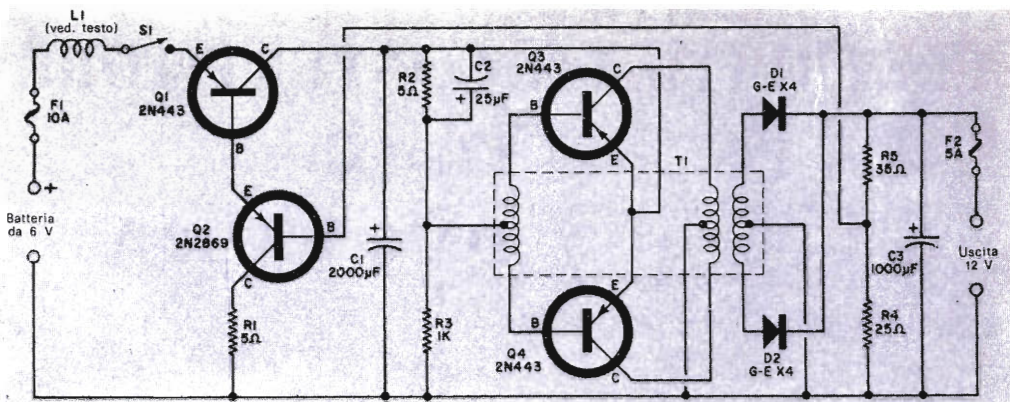 L1
(ved. testo)
S1
F1
10A
+
Batteria
da 6 V
E
C
Q1
2N443
B
E
Q2
2N2869
B
C
R1
5Ω
+
C1
2000µF
R2
5Ω
C2
+
25µF
R3
1K
Q3
2N443
C
B
E
T1
E
B
Q4
2N443
C
D1
G-E X4
D2
G-E X4
R5
35Ω
R4
25Ω
+
C3
1000µF
F2
5A
Uscita
12 V